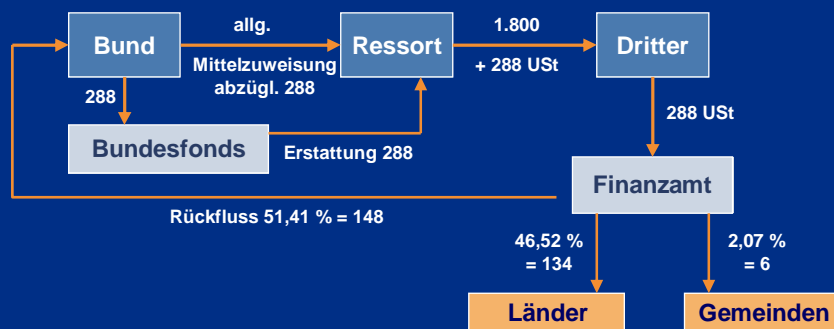 Bund
allg.
Mittelzuweisung
abzügl. 288
Ressort
1.800
+ 288 USt
Dritter
288
Bundesfonds
Erstattung 288
288 USt
Finanzamt
Rückfluss 51,41 % = 148
46,52 %
= 134
2,07 %
= 6
Länder
Gemeinden